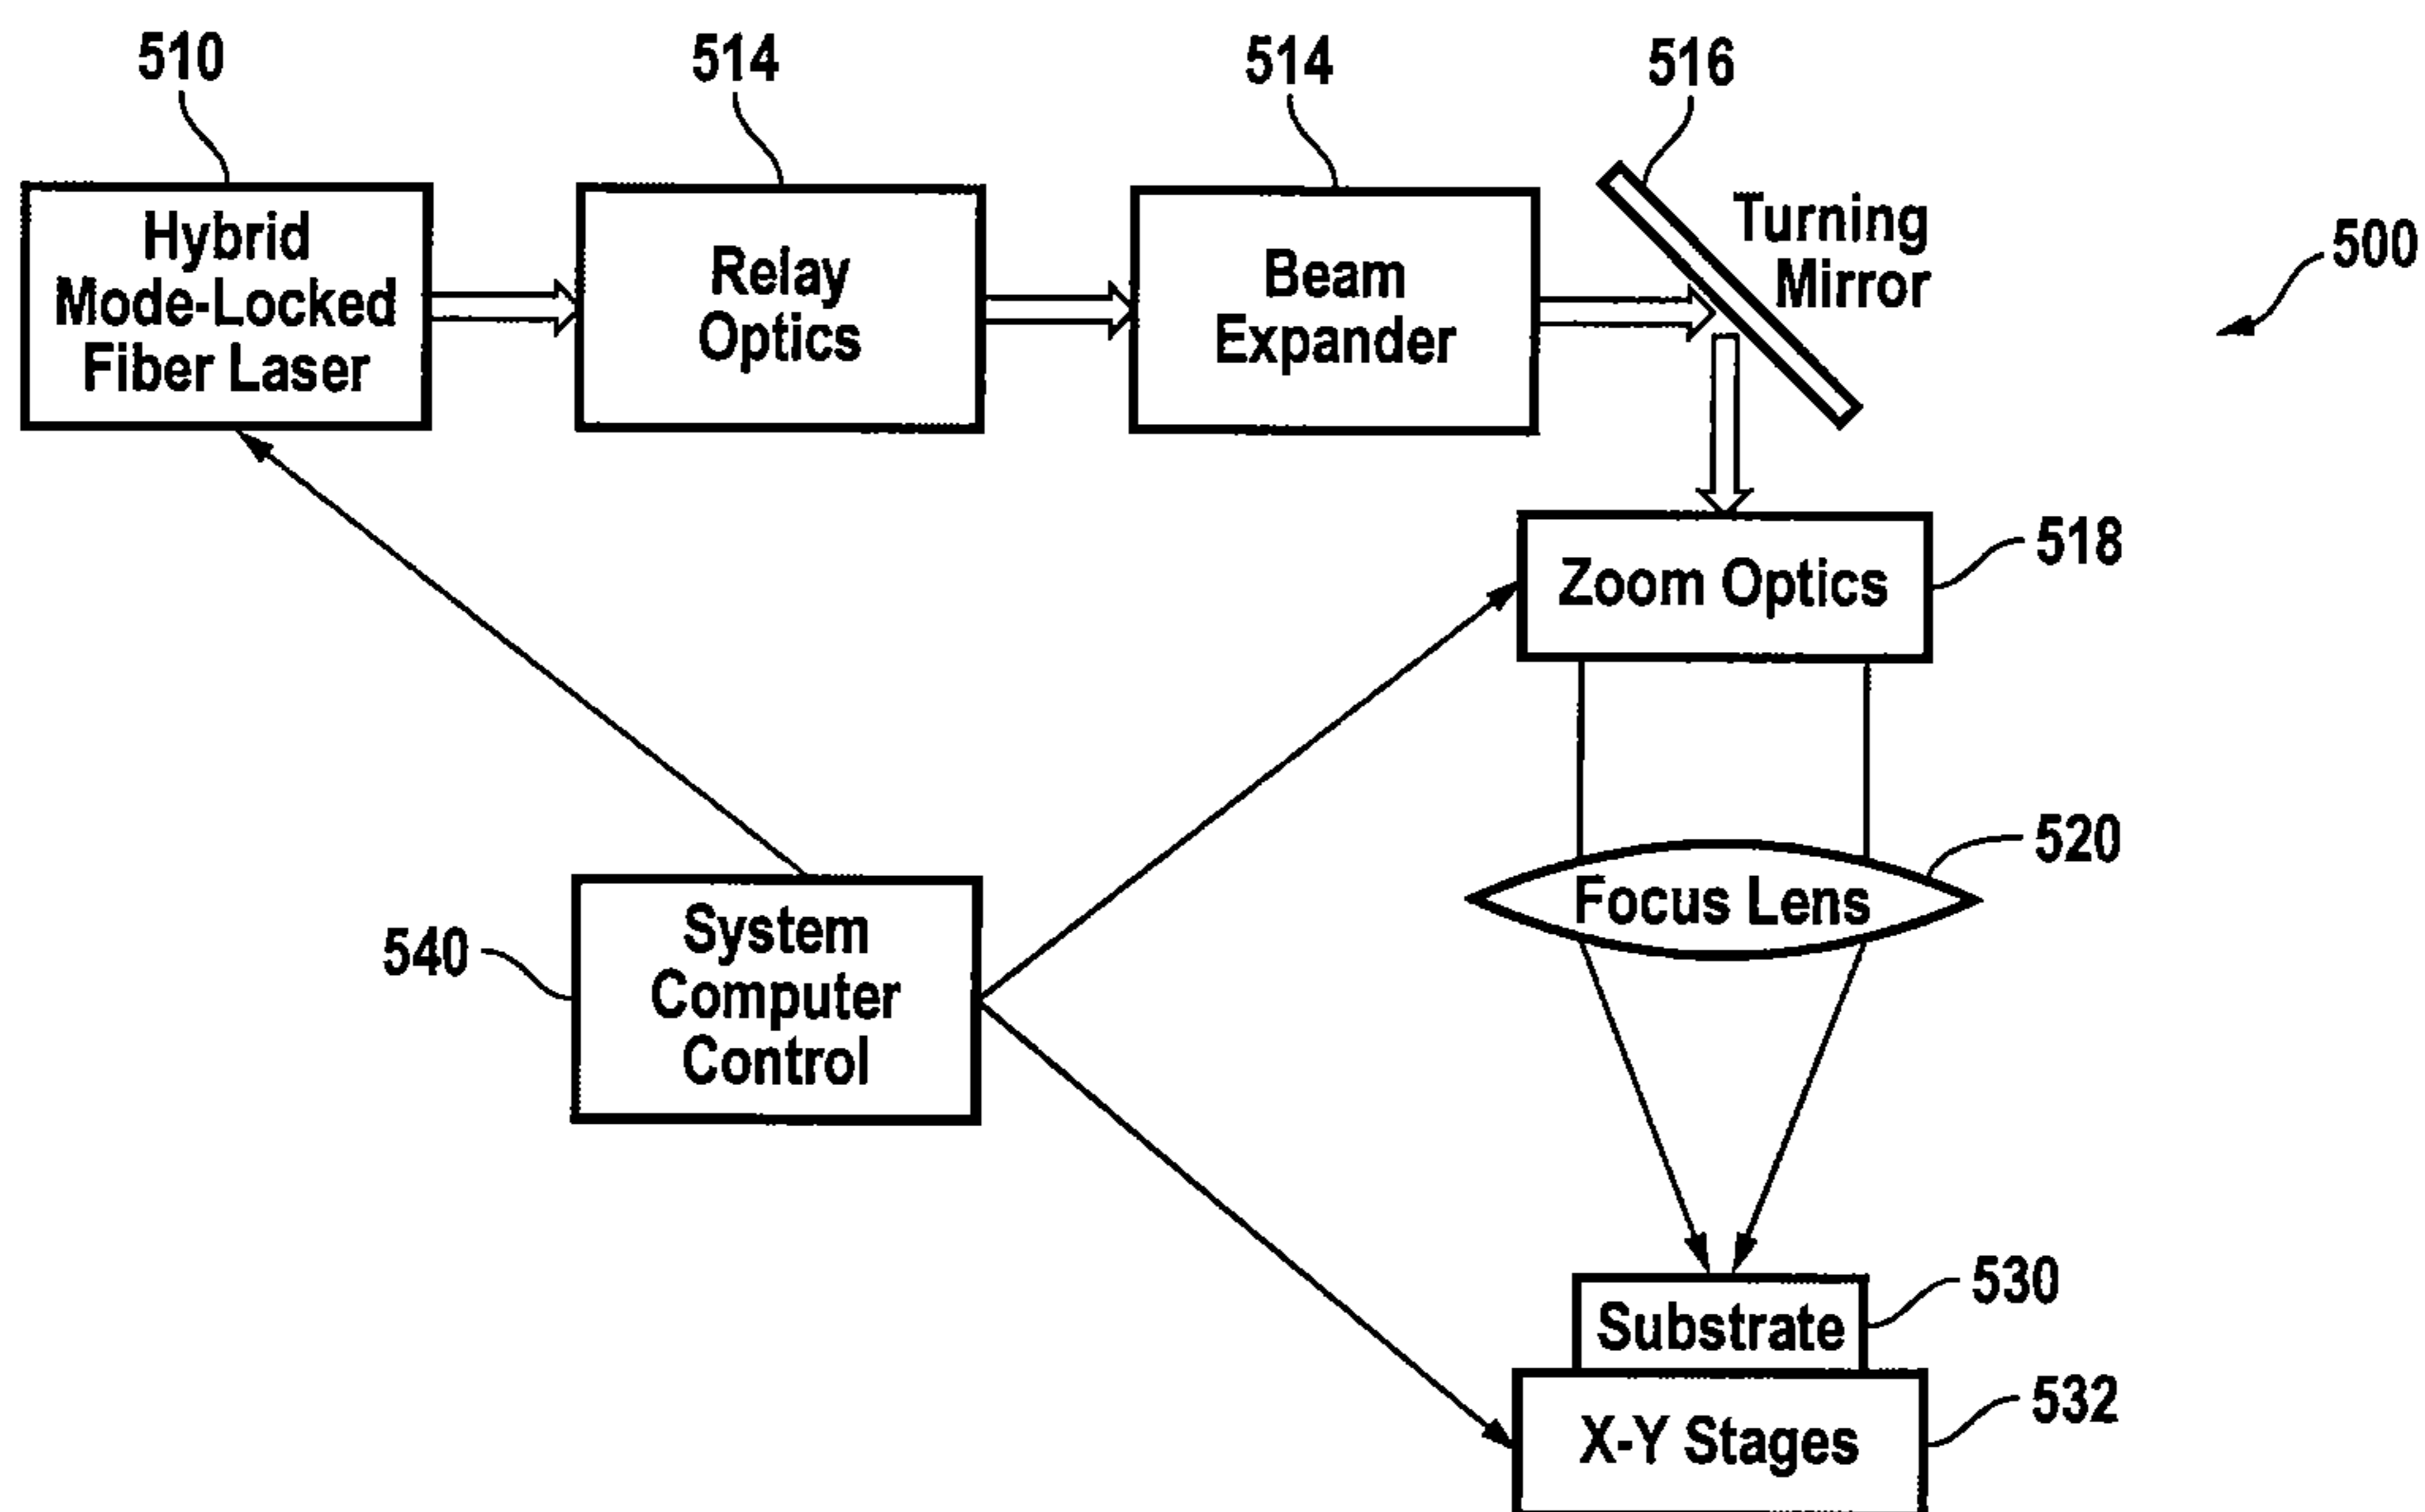 510
514
514
516
Hybrid
Mode-Locked
Fiber Laser
Relay
Optics
Beam
Expander
Turning
Mirror
500
Zoom Optics
518
Focus Lens
520
540
System
Computer
Control
Substrate
530
X-Y Stages
532